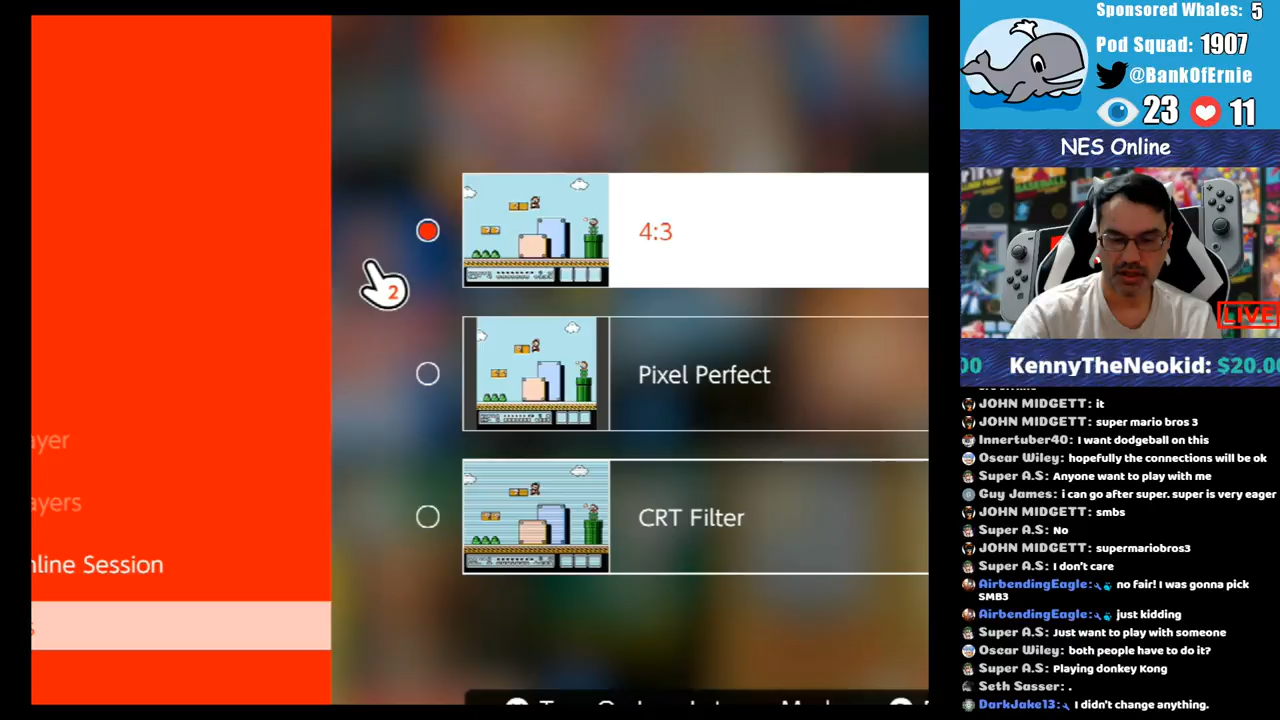 Sponsored Whales: 5
Pod Squad: 1907
@BankOfErnie
23 11
NES Online
LIVE
KennyTheNeokid: $20.00
4:3
2
Pixel Perfect
CRT Filter
ayer
ayers
nline Session
JOHN MIDGETT: it
JOHN MIDGETT: super mario bros 3
Innertuber40: I want dodgeball on this
Oscar Wiley: hopefully the connections will be ok
Super A.S: Anyone want to play with me
Guy James: i can go after super. super is very eager
JOHN MIDGETT: smbs
Super A.S: No
JOHN MIDGETT: supermariobros3
Super A.S: I don't care
AirbendingEagle: no fair! I was gonna pick
SMB3
AirbendingEagle: just kidding
Super A.S: Just want to play with someone
Oscar Wiley: both people have to do it?
Super A.S: Playing donkey Kong
Seth Sasser: .
DarkJake13: I didn't change anything.